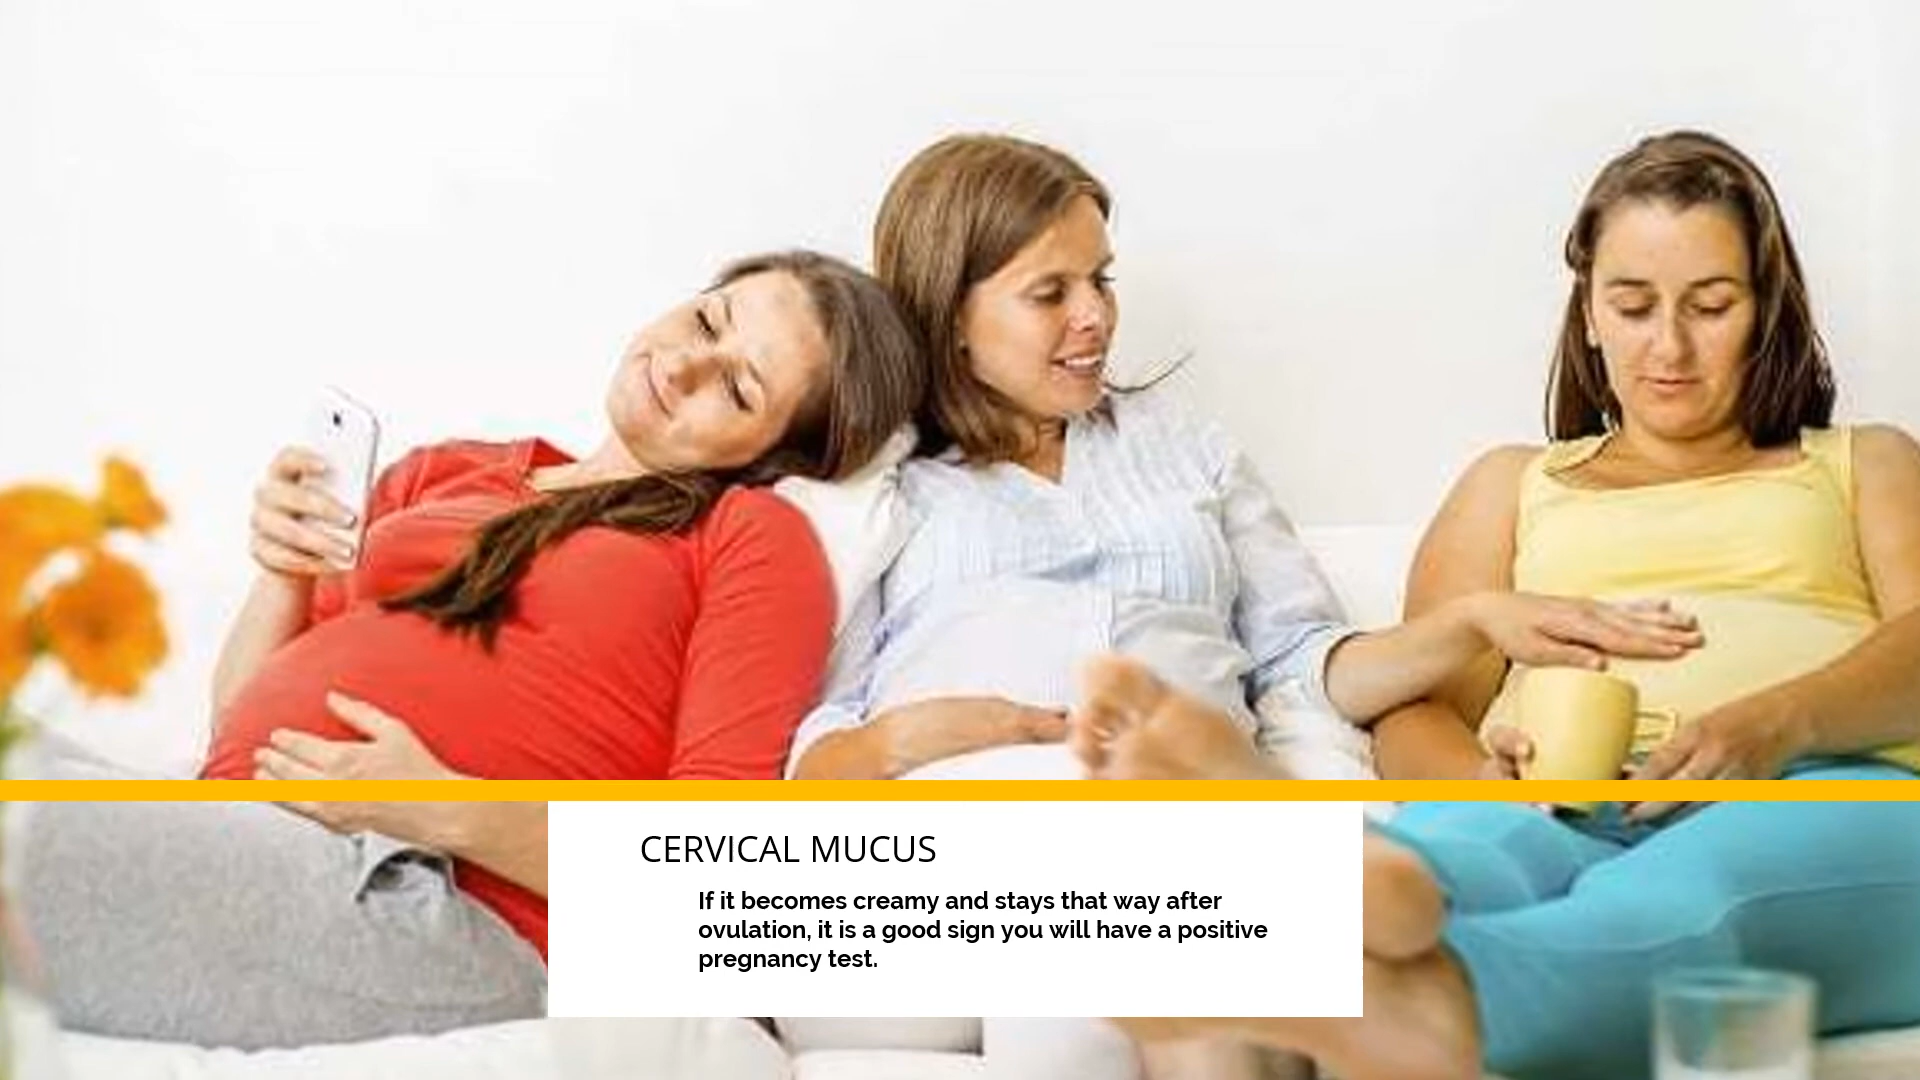 CERVICAL MUCUS
If it becomes creamy and stays that way after
ovulation, it is a good sign you will have a positive
pregnancy test.